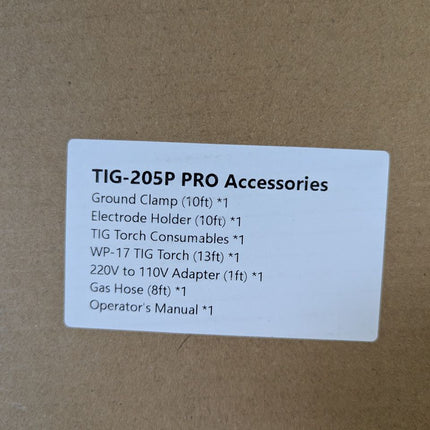 TIG-205P PRO Accessories
Ground Clamp (10ft) *1
Electrode Holder (10ft) *1
TIG Torch Consumables *1
WP-17 TIG Torch (13ft) *1
220V to 110V Adapter (1ft) *1
Gas Hose (8ft) *1
Operator's Manual *1